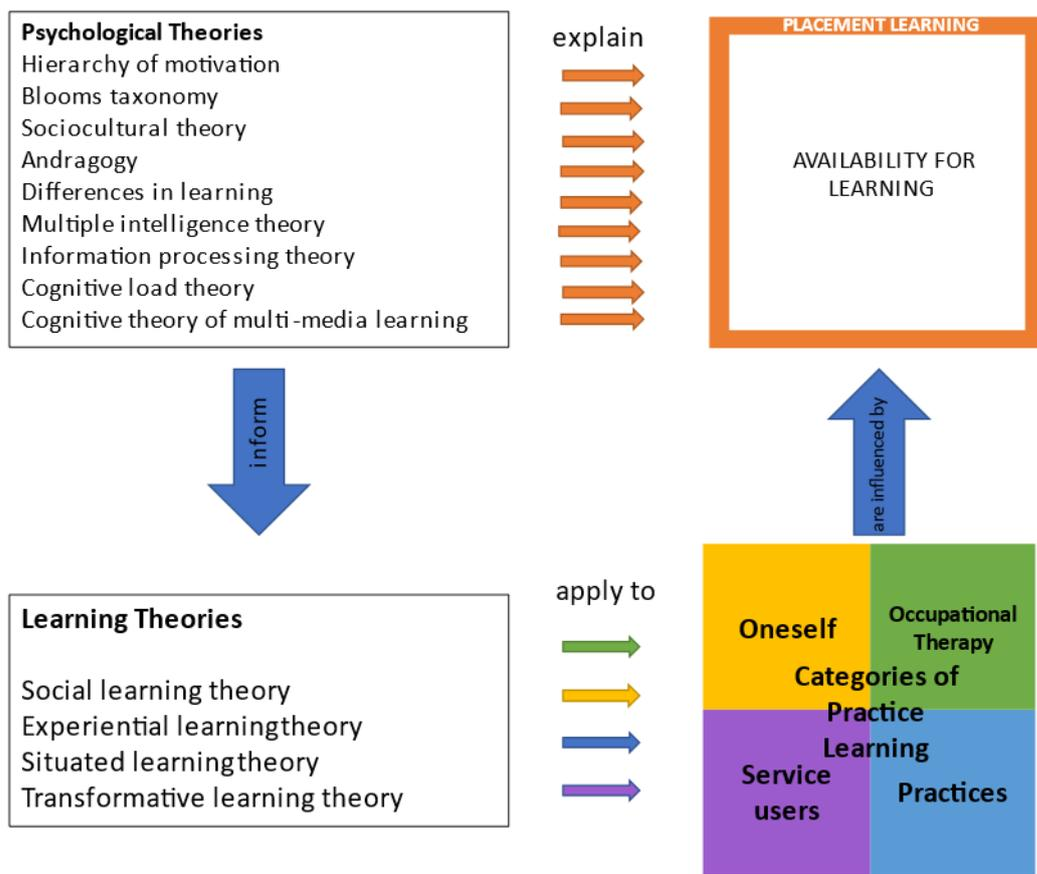 Psychological Theories
Hierarchy of motivation
Blooms taxonomy
Sociocultural theory
Andragogy
Differences in learning
Multiple intelligence theory
Information processing theory
Cognitive load theory
Cognitive theory of multi-media learning
explain
PLACEMENT LEARNING
AVAILABILITY FOR
LEARNING
inform
are influenced by
Learning Theories
Social learning theory
Experiential learningtheory
Situated learningtheory
Transformative learning theory
apply to
Oneself
Occupational
Therapy
Categories of
Practice
Learning
Service
users
Practices